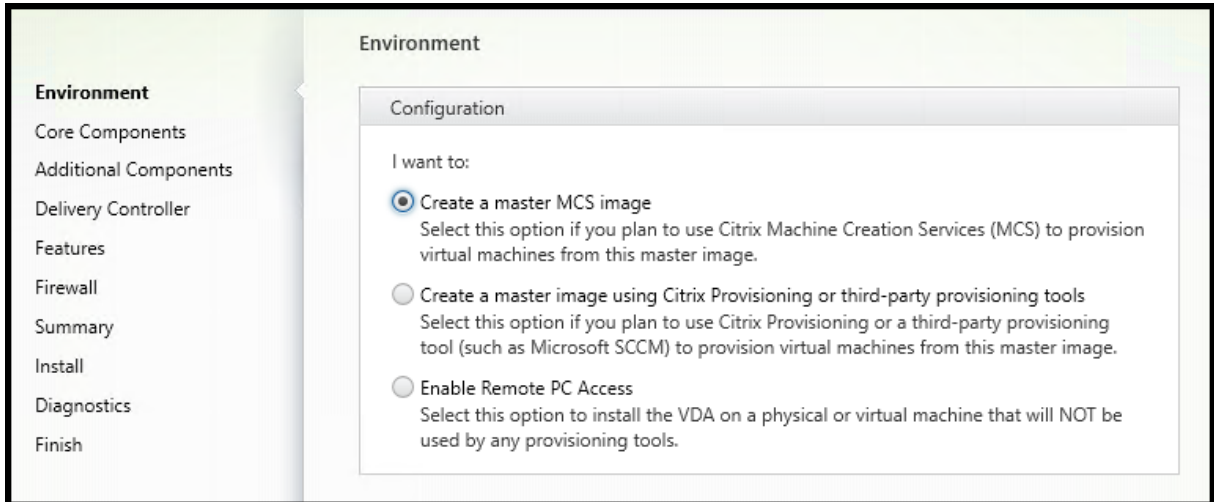 Environment
Core Components
Additional Components
Delivery Controller
Features
Firewall
Summary
Install
Diagnostics
Finish
Environment
Configuration
I want to:
Create a master MCS image
Select this option if you plan to use Citrix Machine Creation Services (MCS) to provision
virtual machines from this master image.
Create a master image using Citrix Provisioning or third-party provisioning tools
Select this option if you plan to use Citrix Provisioning or a third-party provisioning
tool (such as Microsoft SCCM) to provision virtual machines from this master image.
Enable Remote PC Access
Select this option to install the VDA on a physical or virtual machine that will NOT be
used by any provisioning tools.